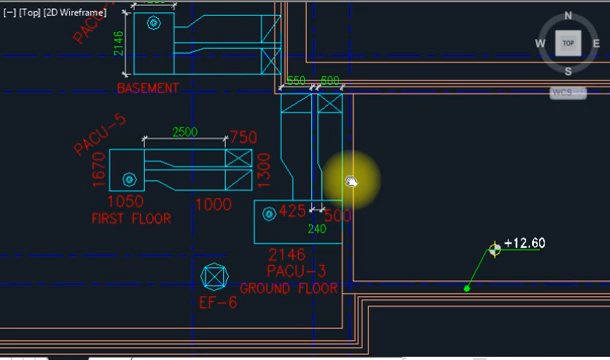 [−] [Top] [2D Wireframe]
N
W
TOP
E
S
WCS
2146
BASEMENT
550
500
PACU-5
2500
750
1670
1300
1050
1000
FIRST FLOOR
425
500
240
2146
PACU-3
GROUND FLOOR
EF-6
+12.60